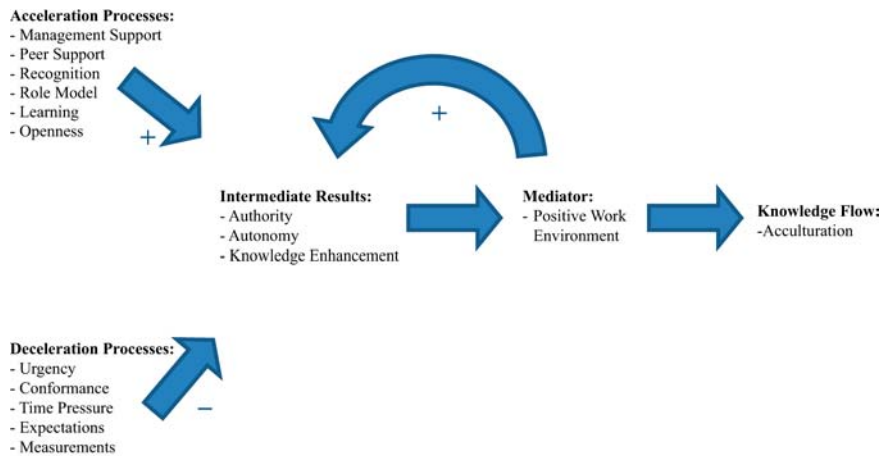 Acceleration Processes:
- Management Support
- Peer Support
- Recognition
- Role Model
- Learning
- Openness
+
+
Intermediate Results:
- Authority
- Autonomy
- Knowledge Enhancement
Mediator:
- Positive Work
Environment
Knowledge Flow:
-Acculturation
Deceleration Processes:
- Urgency
- Conformance
- Time Pressure
- Expectations
- Measurements
–